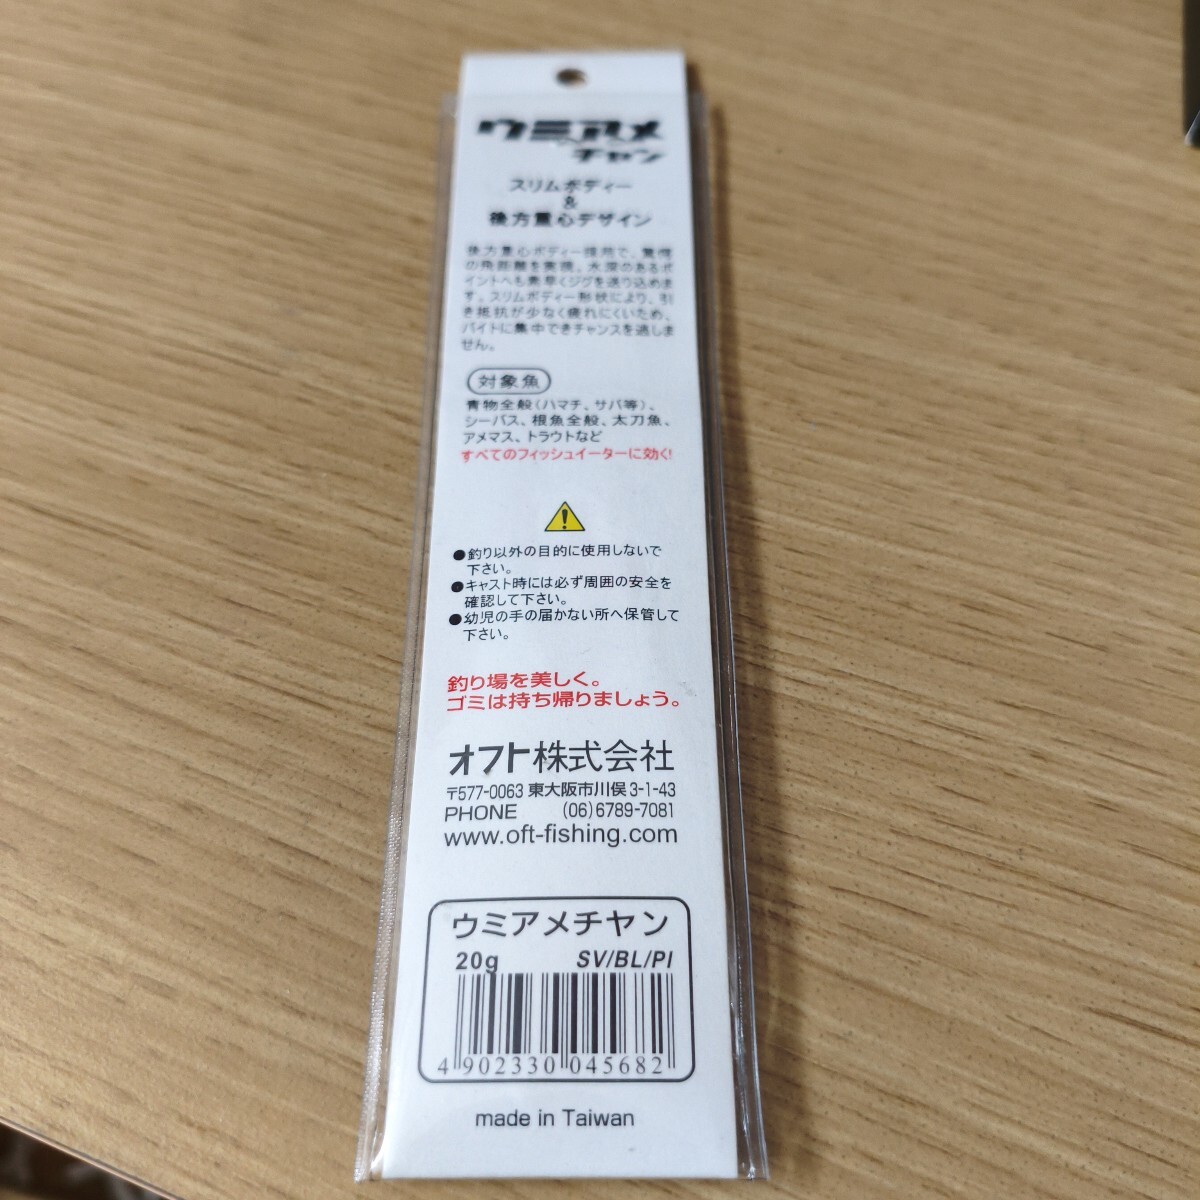 ウミアメ
チャン
スリムボディー
&
後方重心デザイン
後方重心ボディー採用で、驚愕
の飛距離を実現。水深のあるポ
イントへも素早くジグを送り込めま
す。スリムボディー形状により、引
き抵抗が少なく疲れにくいため、
バイトに集中できチャンスを逃しま
せん。
対象魚
青物全般(ハマチ、サバ等)、
シーバス、根魚全般、太刀魚、
アメマス、トラウトなど
すべてのフィッシュイーターに効く!
●釣り以外の目的に使用しないで
下さい。
●キャスト時には必ず周囲の安全を
確認して下さい。
●幼児の手の届かない所へ保管して
下さい。
釣り場を美しく。
ゴミは持ち帰りましょう。
オフト株式会社
〒577-0063 東大阪市川俣3-1-43
PHONE (06)6789-7081
www.oft-fishing.com
ウミアメチヤン
20g SV/BL/PI
4 902330 045682
made in Taiwan